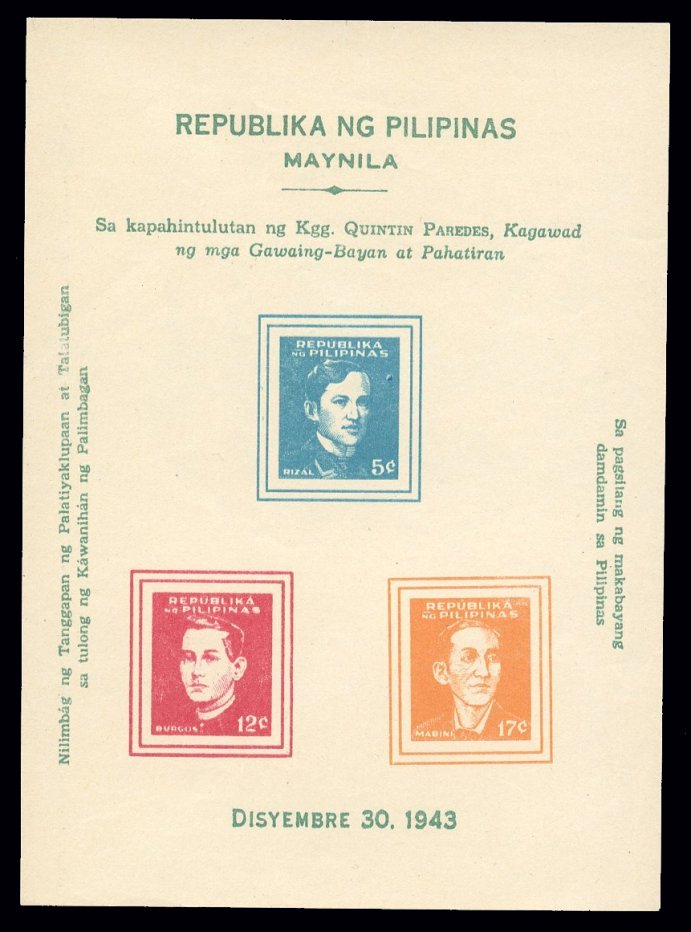 REPUBLIKA NG PILIPINAS
MAYNILA
Sa kapahintulutan ng Kgg. QUINTIN PAREDES, Kagawad
ng mga Gawaing-Bayan at Pahatiran
Nilimbág ng Tanggapan ng Palatiyaklupaan at Talatubigan
sa tulong ng Káwanihán ng Palimbagan
REPUBLIKA
NG PILIPINAS
RIZAL 5¢
Sa pagsilang ng makabayang
damdamin sa Pilipinas
REPUBLIKA
NG PILIPINAS
BURGOS 12¢
REPUBLIKA
NG PILIPINAS
MABINI 17¢
DISYEMBRE 30, 1943